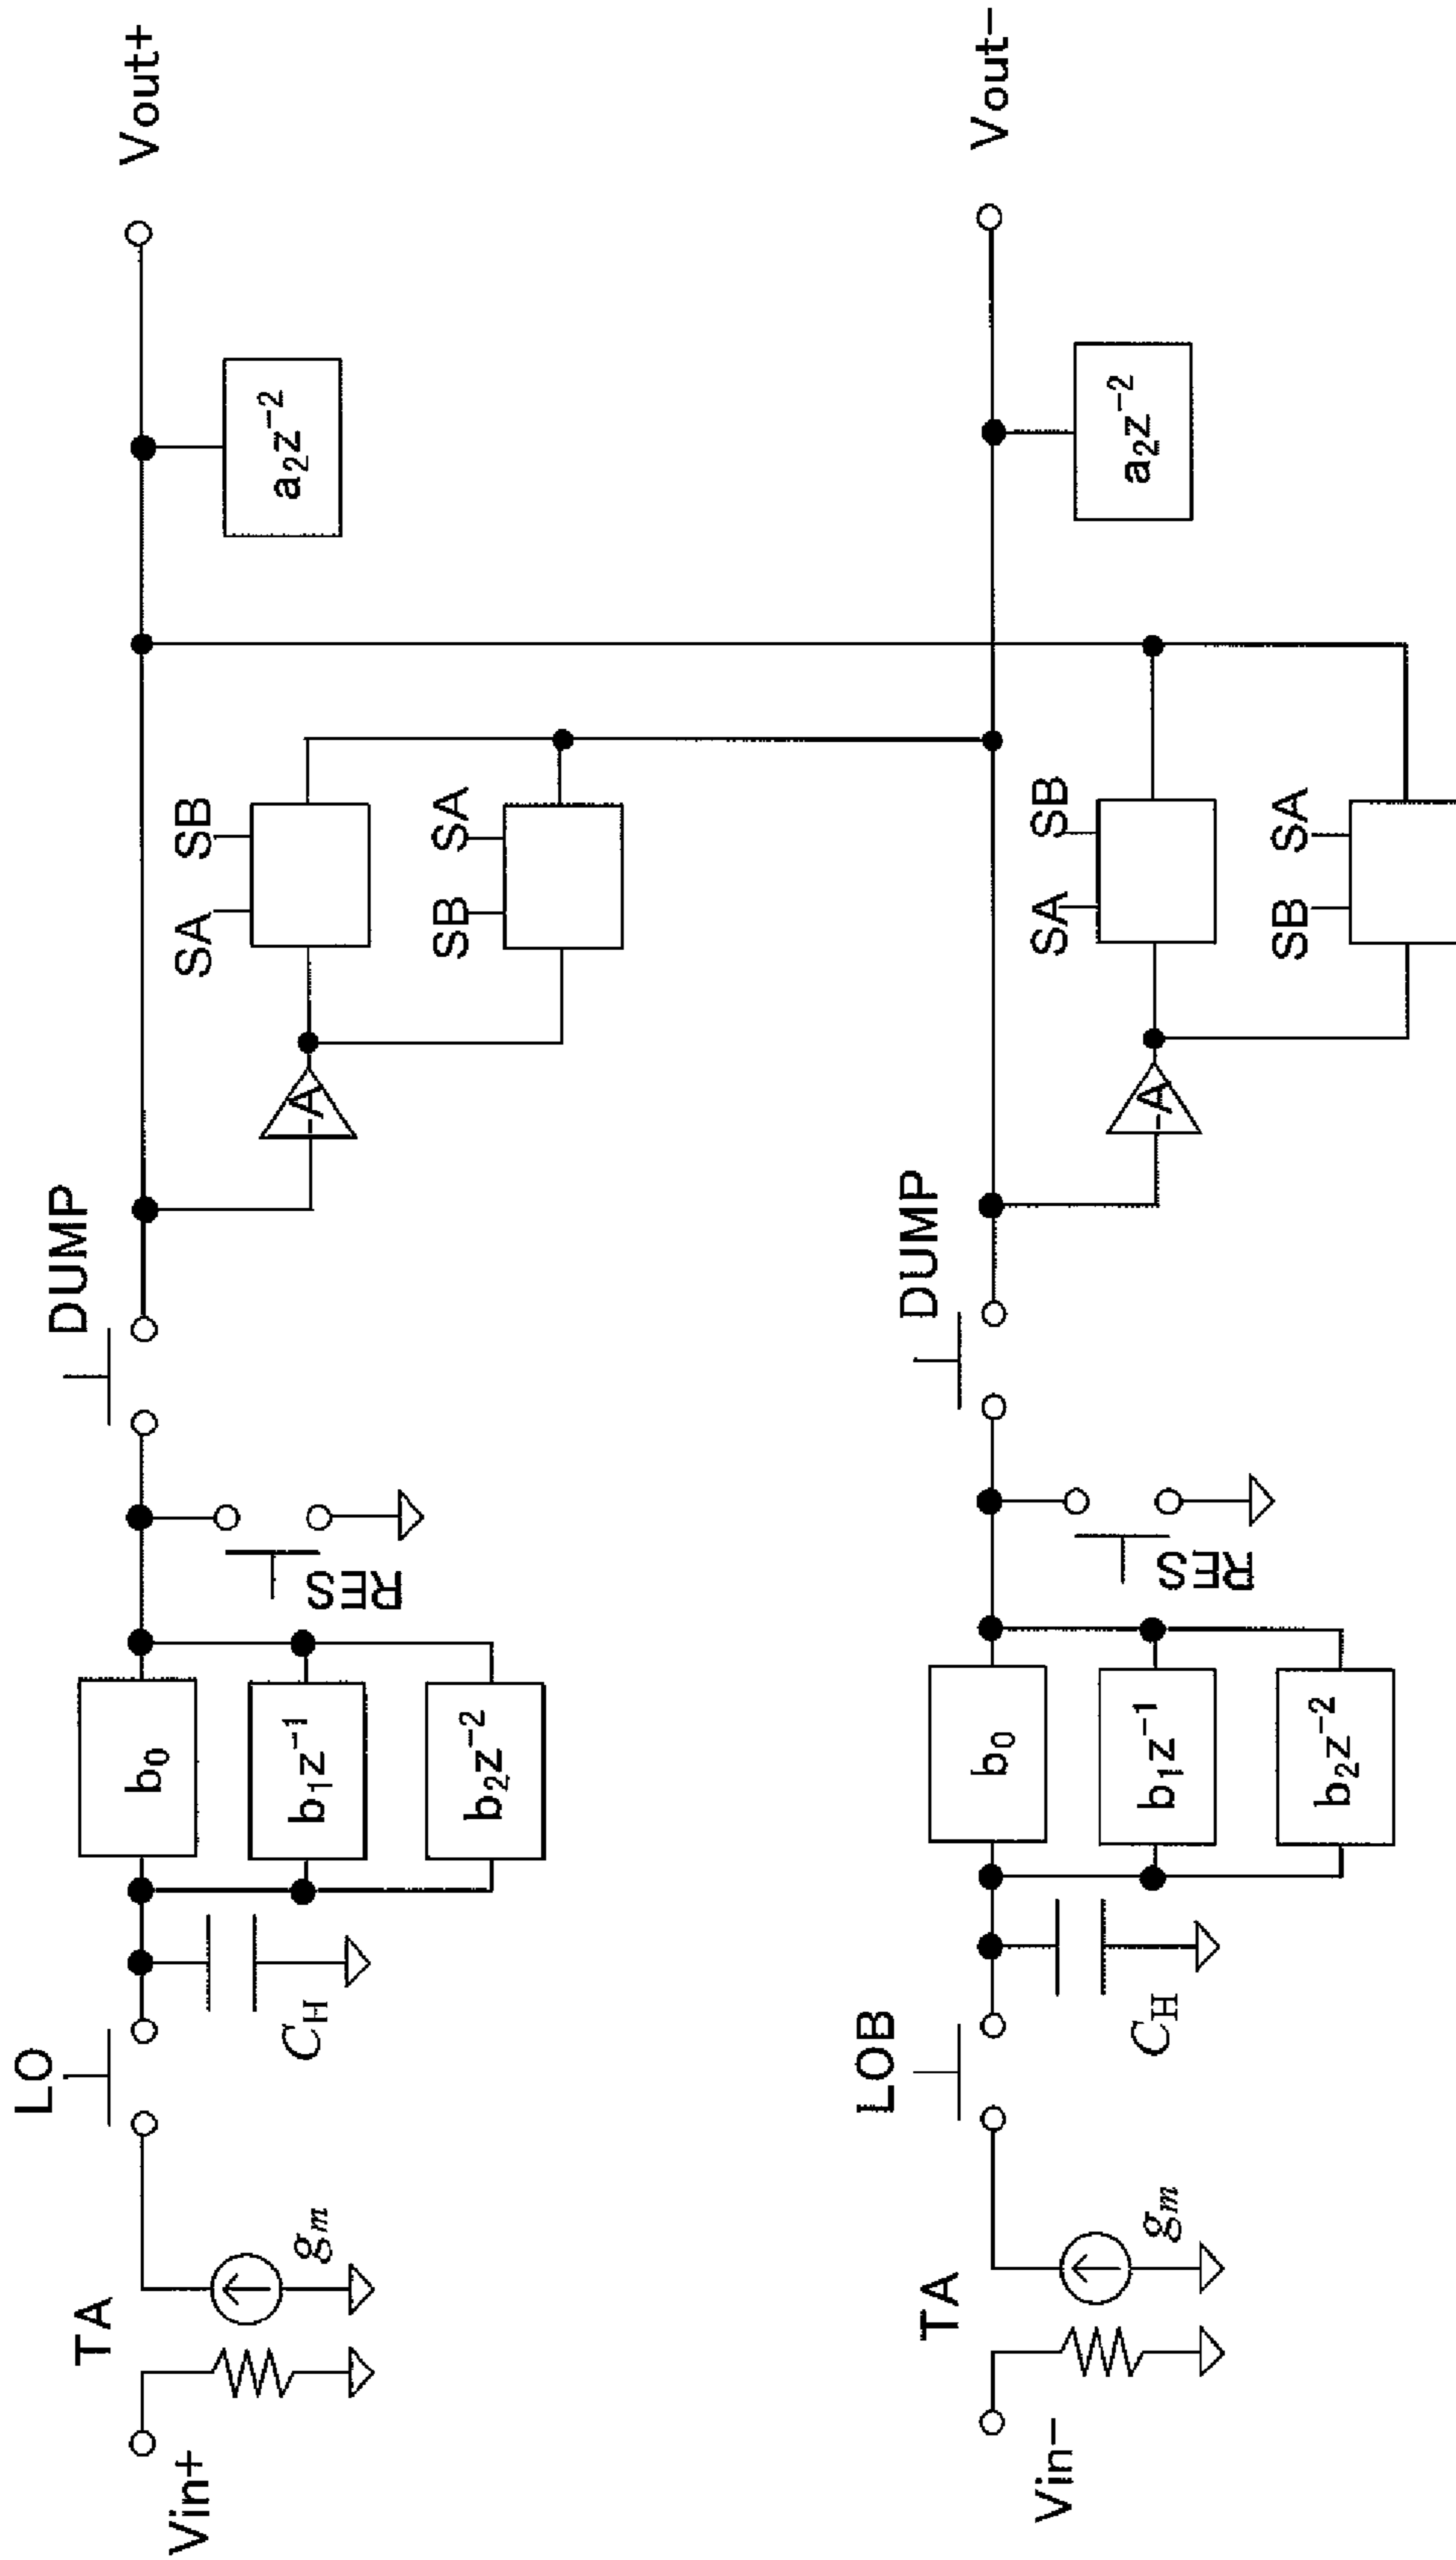 Vin+
TA
gm
LO
CH
b0
b1z−1
b2z−2
RES
DUMP
-A
SA
SB
SB
SA
a2z−2
Vout+
Vin−
TA
gm
LOB
CH
b0
b1z−1
b2z−2
RES
DUMP
-A
SA
SB
SB
SA
a2z−2
Vout−